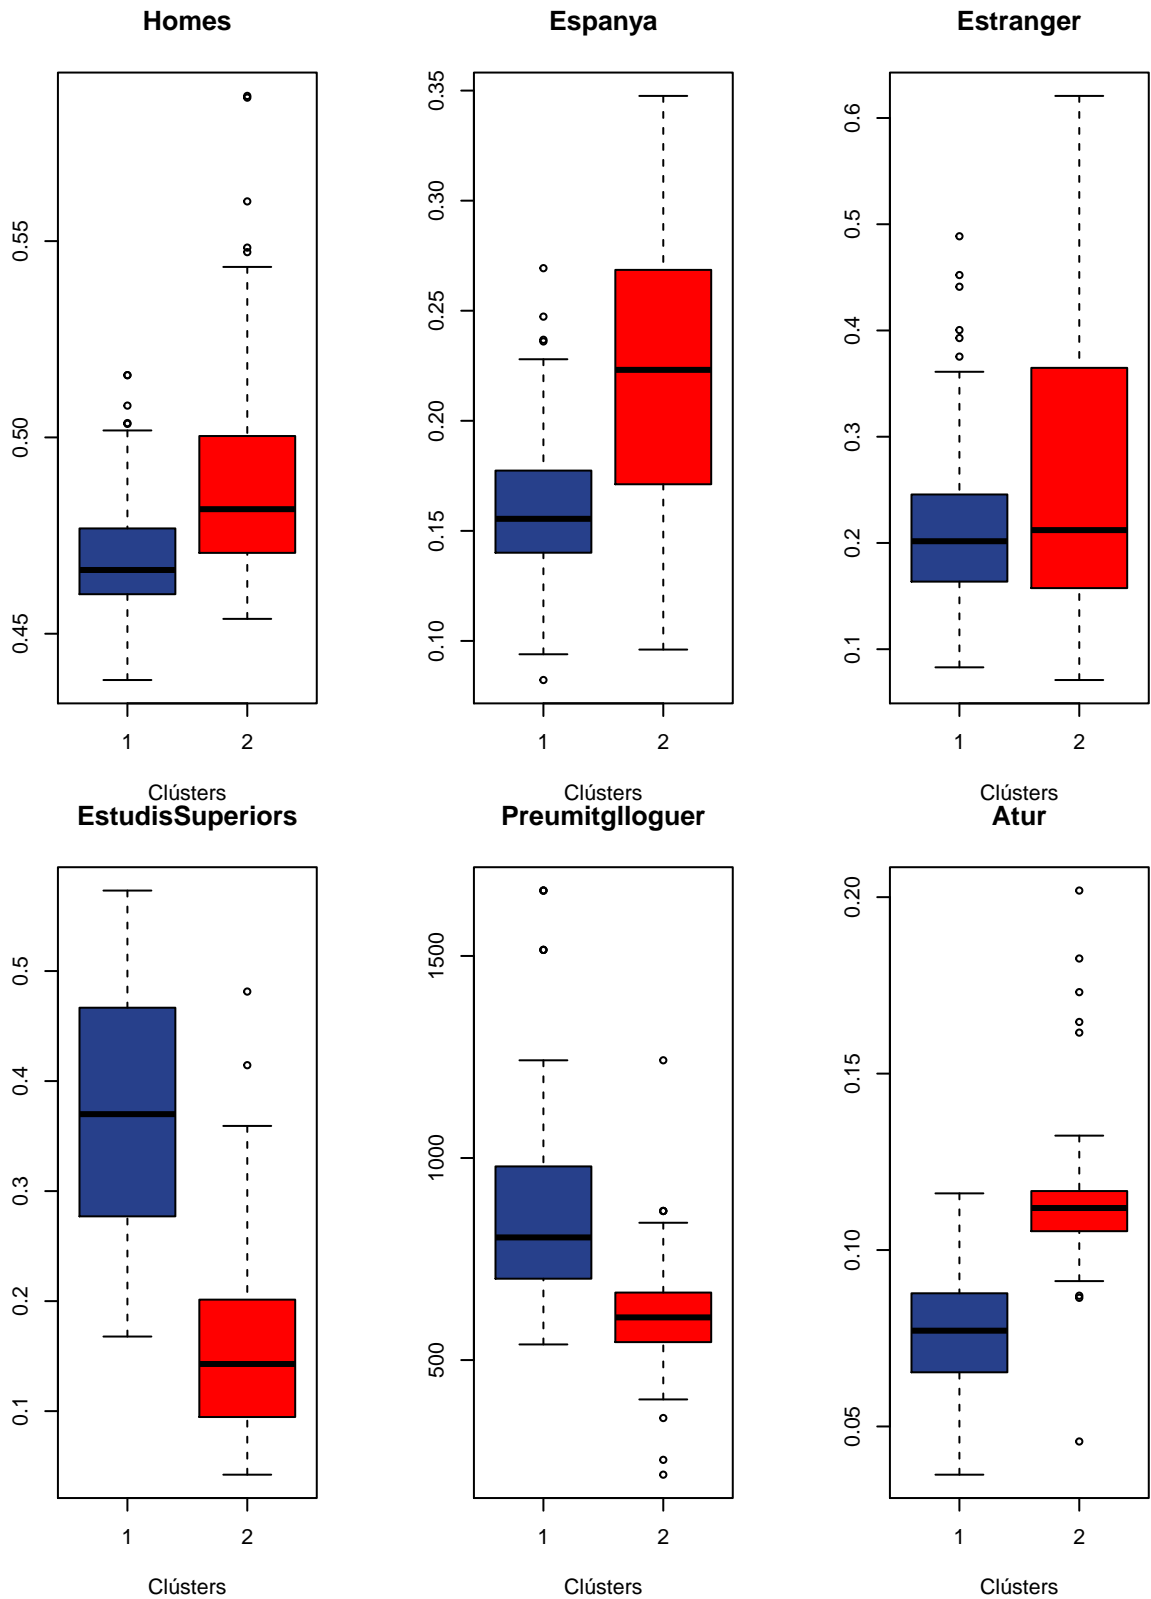 Homes
0.55
0.50
0.45
1 2
Clústers
Espanya
0.35
0.30
0.25
0.20
0.15
0.10
1 2
Clústers
Estranger
0.6
0.5
0.4
0.3
0.2
0.1
1 2
Clústers
EstudisSuperiors
0.5
0.4
0.3
0.2
0.1
1 2
Clústers
Preumitglloguer
1500
1000
500
1 2
Clústers
Atur
0.20
0.15
0.10
0.05
1 2
Clústers